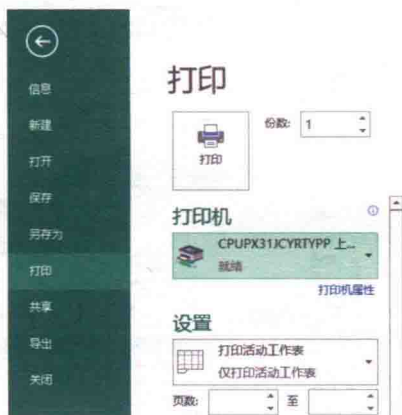 信息
新建
打开
保存
另存为
打印
共享
导出
关闭
打印
打印
份数: 1
打印机
CPUPX31JCYRTYPP 上...
就绪
打印机属性
设置
打印活动工作表
仅打印活动工作表
页数: 至